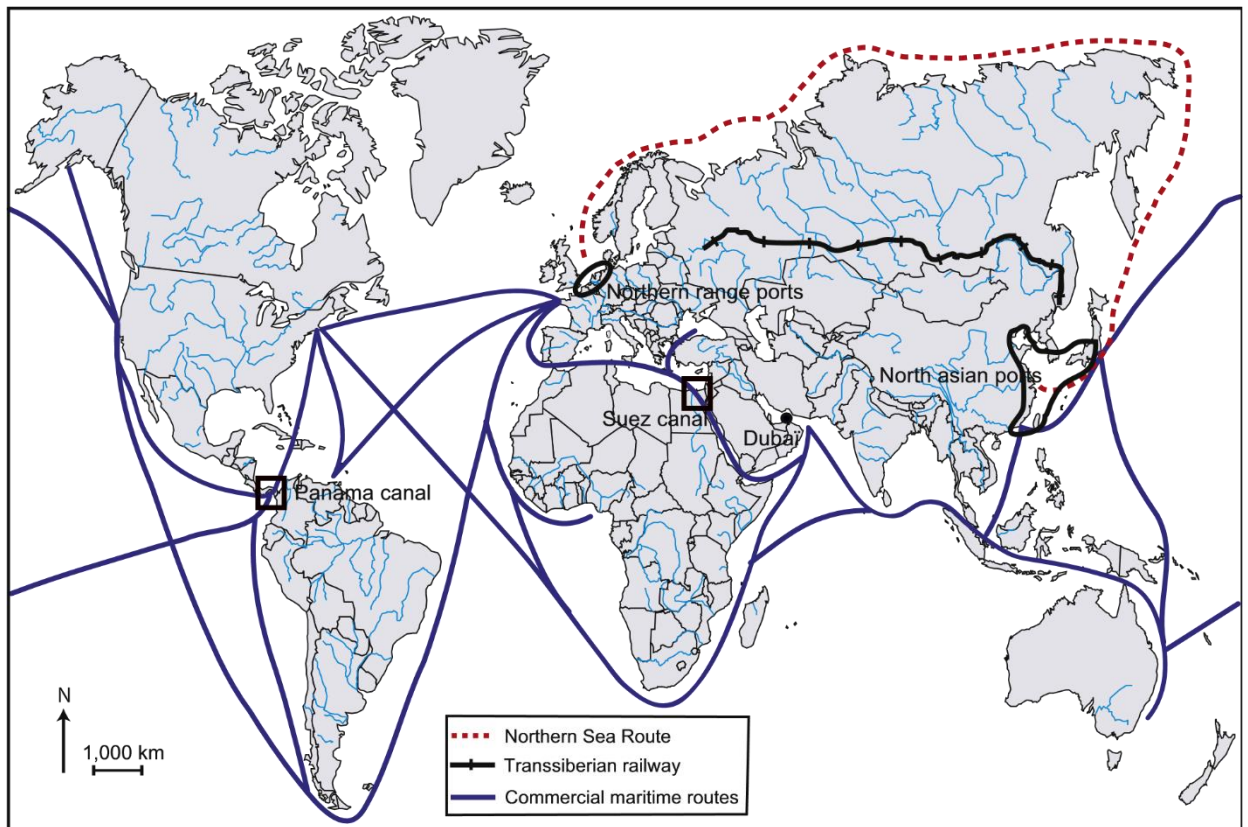 Northern range ports
North asian ports
Suez canal
Dubaï
Panama canal
N
1,000 km
Northern Sea Route
Transsiberian railway
Commercial maritime routes